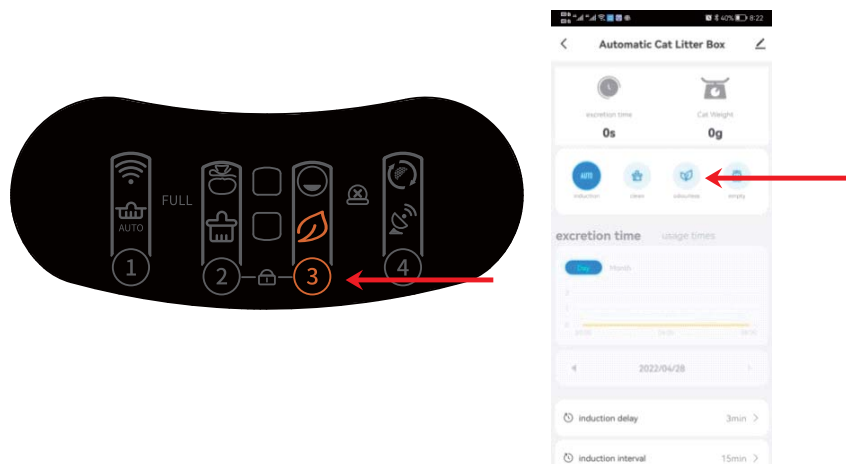 FULL
AUTO
1
2
3
4
40% 8:22
Automatic Cat Litter Box
excretion time
Cat Weight
0s
0g
AUTO
induction
clean
odourless
empty
excretion time
usage times
Day
Month
2022/04/28
induction delay
3min
induction interval
15min